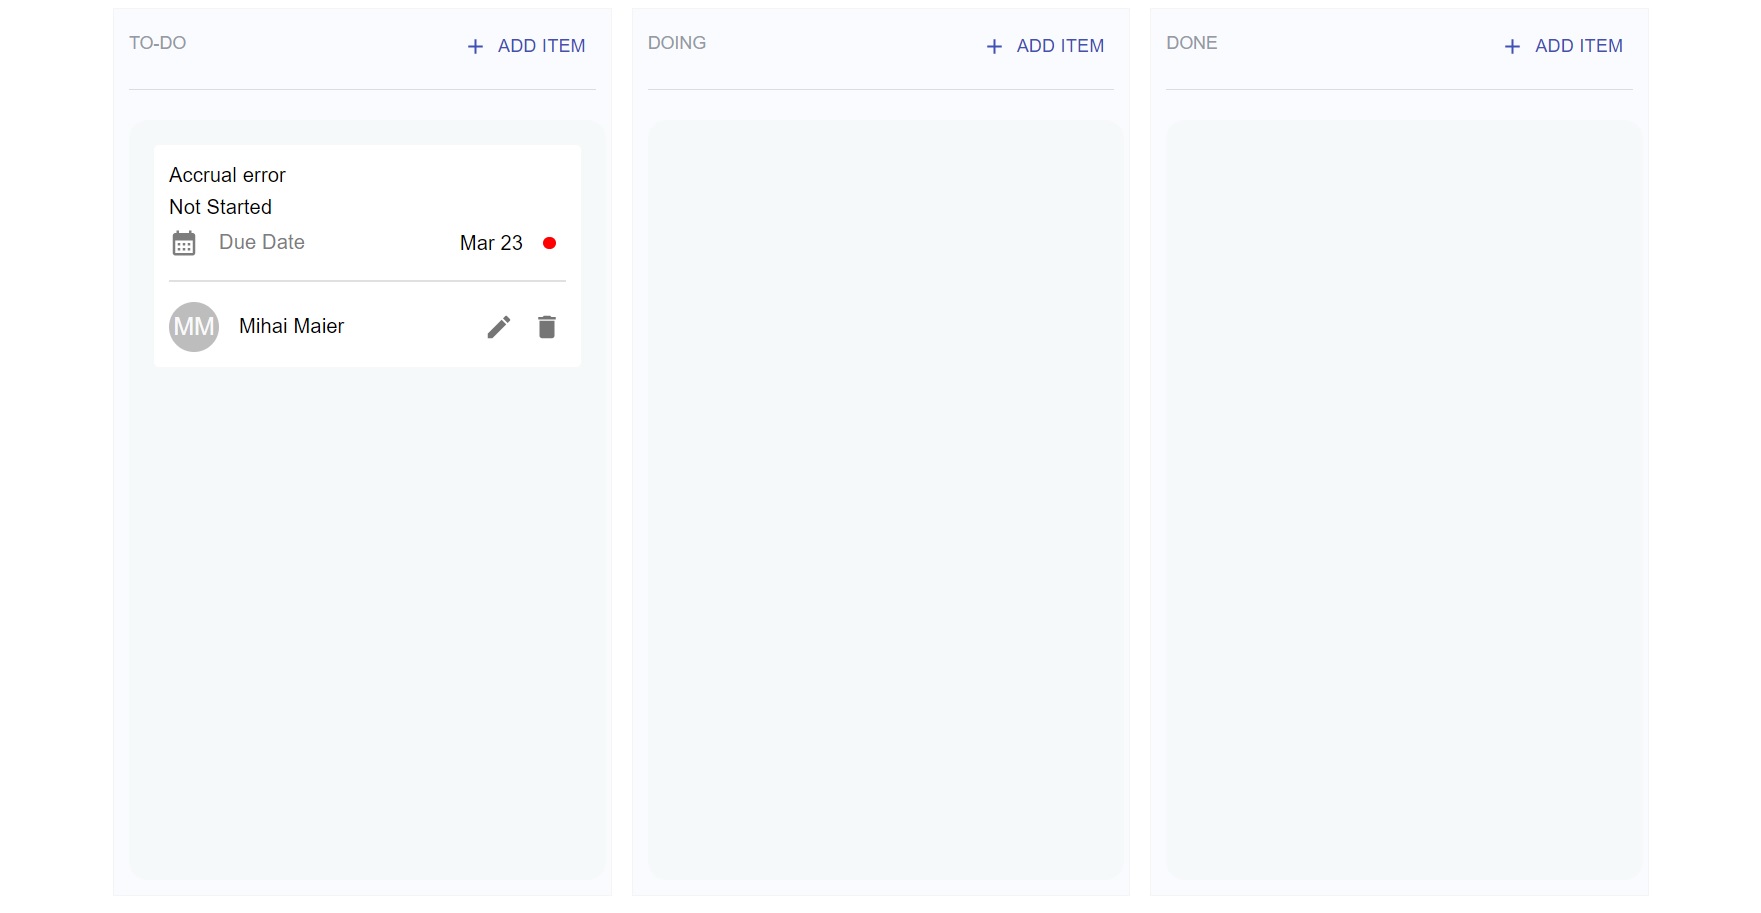 TO-DO
ADD ITEM
Accrual error
Not Started
Due Date Mar 23
MM Mihai Maier
DOING
ADD ITEM
DONE
ADD ITEM